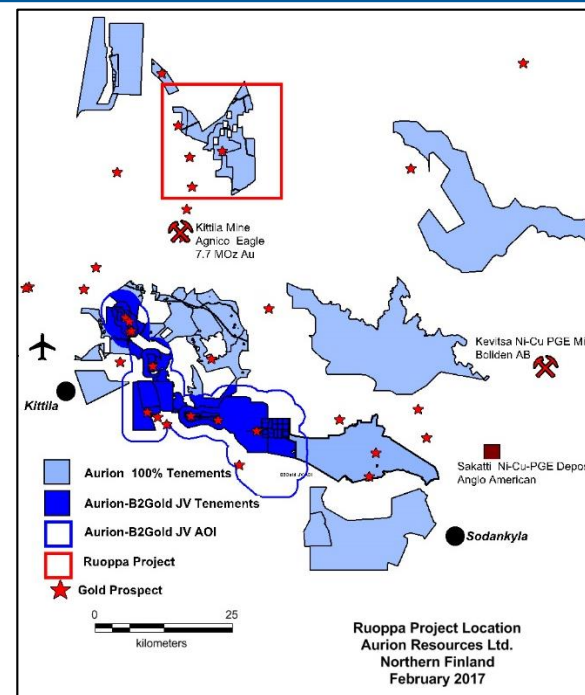 Kittila Mine
Agnico Eagle
7.7 MOz Au
Kevitsa Ni-Cu PGE Mi
Boliden AB
Kittila
Sakatti Ni-Cu-PGE Depos
Anglo American
Sodankyla
Aurion 100% Tenements
Aurion-B2Gold JV Tenements
Aurion-B2Gold JV AOI
Ruoppa Project
Gold Prospect
0 25
kilometers
Ruoppa Project Location
Aurion Resources Ltd.
Northern Finland
February 2017